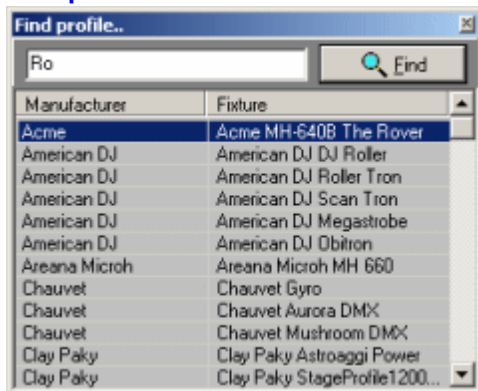 Find profile..
Ro
Find
Manufacturer Fixture
Acme Acme MH-640B The Rover
American DJ American DJ DJ Roller
American DJ American DJ Roller Tron
American DJ American DJ Scan Tron
American DJ American DJ Megastrobe
American DJ American DJ Obitron
Areana Microh Areana Microh MH 660
Chauvet Chauvet Gyro
Chauvet Chauvet Aurora DMX
Chauvet Chauvet Mushroom DMX
Clay Paky Clay Paky Astroaggi Power
Clay Paky Clay Paky StageProfile1200...